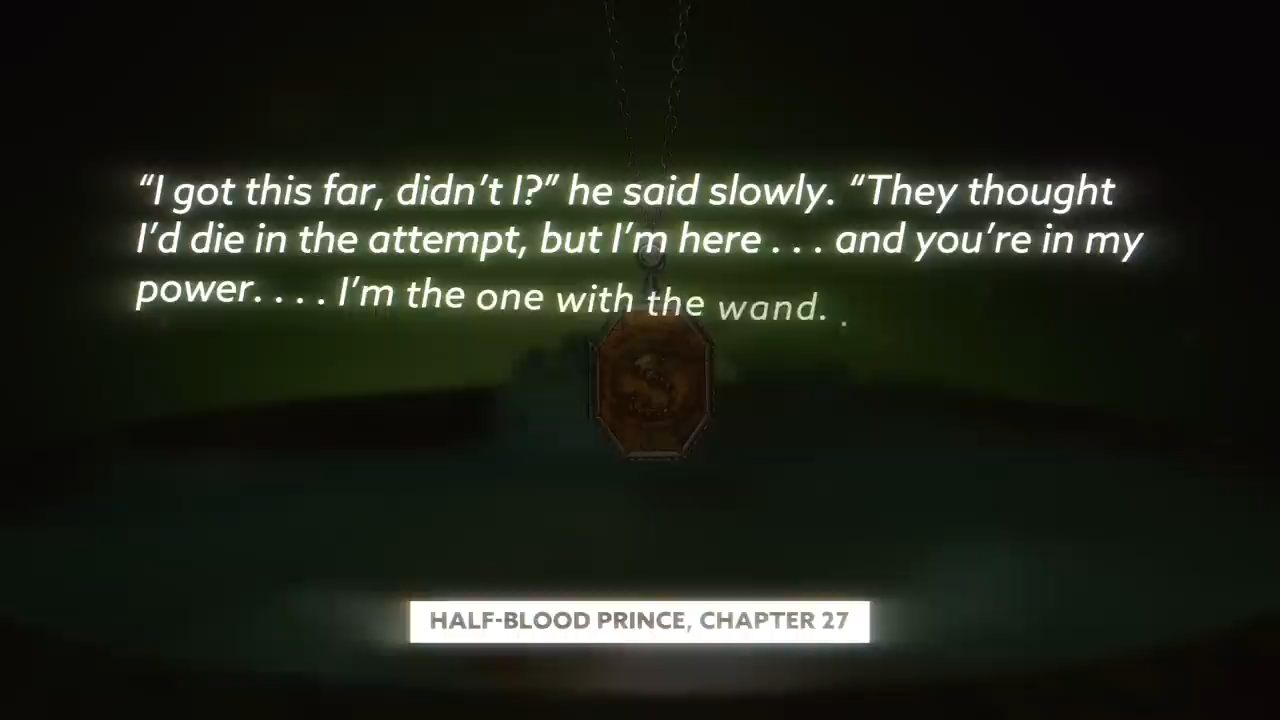 “I got this far, didn’t I?” he said slowly. “They thought
I’d die in the attempt, but I’m here . . . and you’re in my
power. . . . I’m the one with the wand. .
S
HALF-BLOOD PRINCE, CHAPTER 27